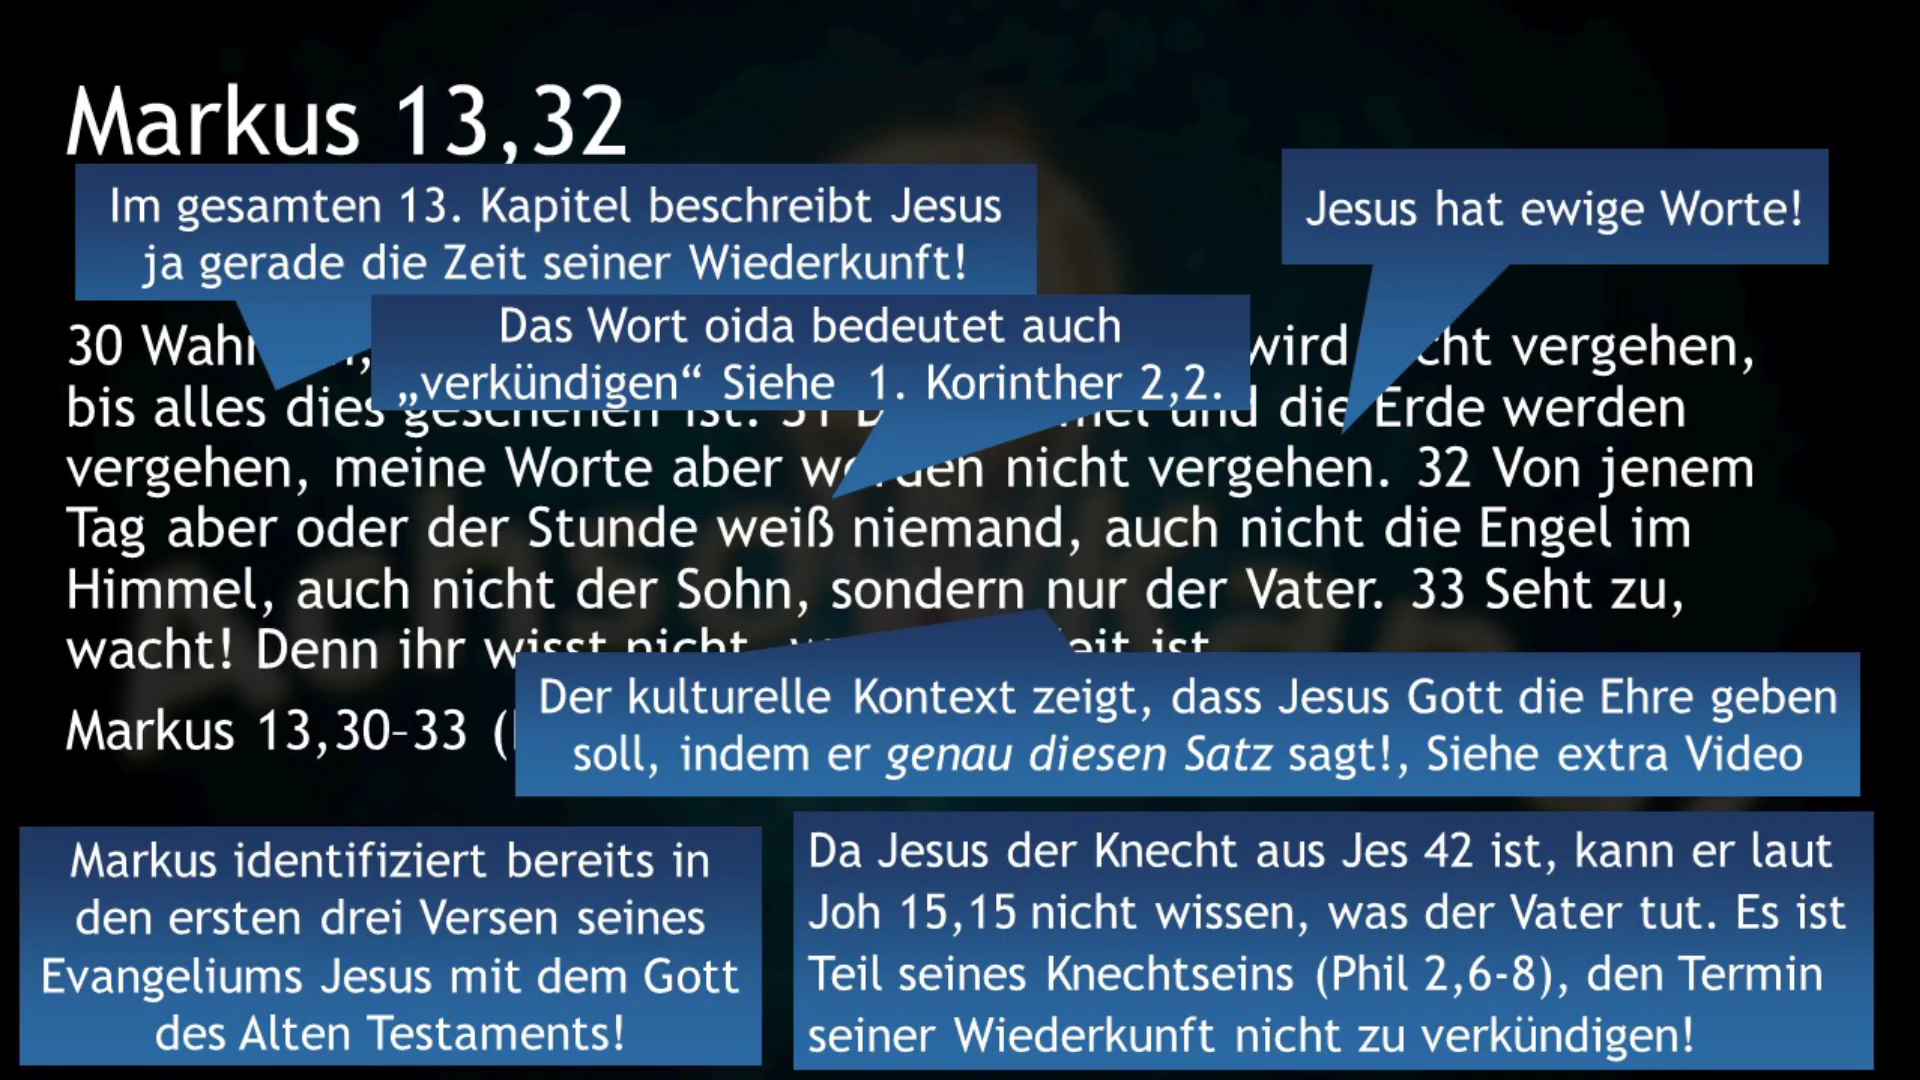 Markus 13,32
Im gesamten 13. Kapitel beschreibt Jesus
ja gerade die Zeit seiner Wiederkunft!
Jesus hat ewige Worte!
Das Wort oida bedeutet auch
„verkündigen“ Siehe 1. Korinther 2,2.
30 wird vergehen,
bis alles dies geschehen ist. 31 und die Erde werden
vergehen, meine Worte aber nicht vergehen. 32 Von jenem
Tag aber oder der Stunde weiß niemand, auch nicht die Engel im
Himmel, auch nicht der Sohn, sondern nur der Vater. 33 Seht zu,
wacht! Denn ihr wisst nicht, ist
Markus 13,30–33 (
Der kulturelle Kontext zeigt, dass Jesus Gott die Ehre geben
soll, indem er genau diesen Satz sagt!, Siehe extra Video
Markus identifiziert bereits in
den ersten drei Versen seines
Evangeliums Jesus mit dem Gott
des Alten Testaments!
Da Jesus der Knecht aus Jes 42 ist, kann er laut
Joh 15,15 nicht wissen, was der Vater tut. Es ist
Teil seines Knechtseins (Phil 2,6-8), den Termin
seiner Wiederkunft nicht zu verkündigen!